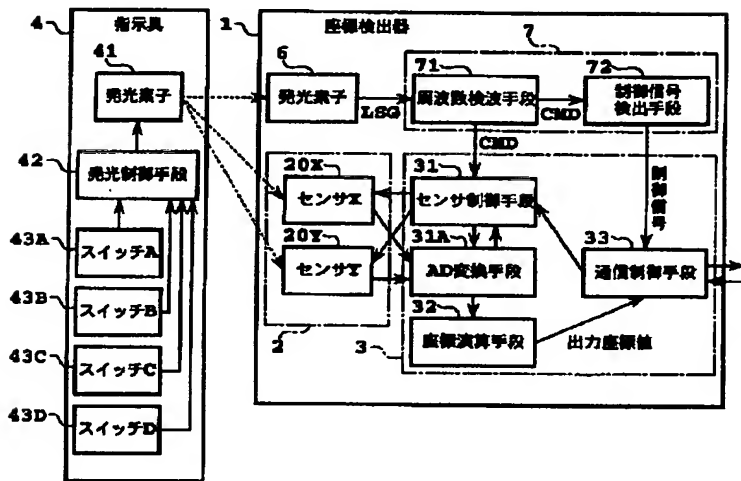 4
指示具
41
発光素子
42
発光制御手段
43A
スイッチA
43B
スイッチB
43C
スイッチC
43D
スイッチD
1
座標検出器
7
6
発光素子
LSG
71
周波数検波手段
CMD
72
制御信号
検出手段
CMD
制御信号
20X
センサX
20Y
センサY
2
31
センサ制御手段
31A
AD変換手段
32
座標演算手段
3
33
通信制御手段
出力座標値